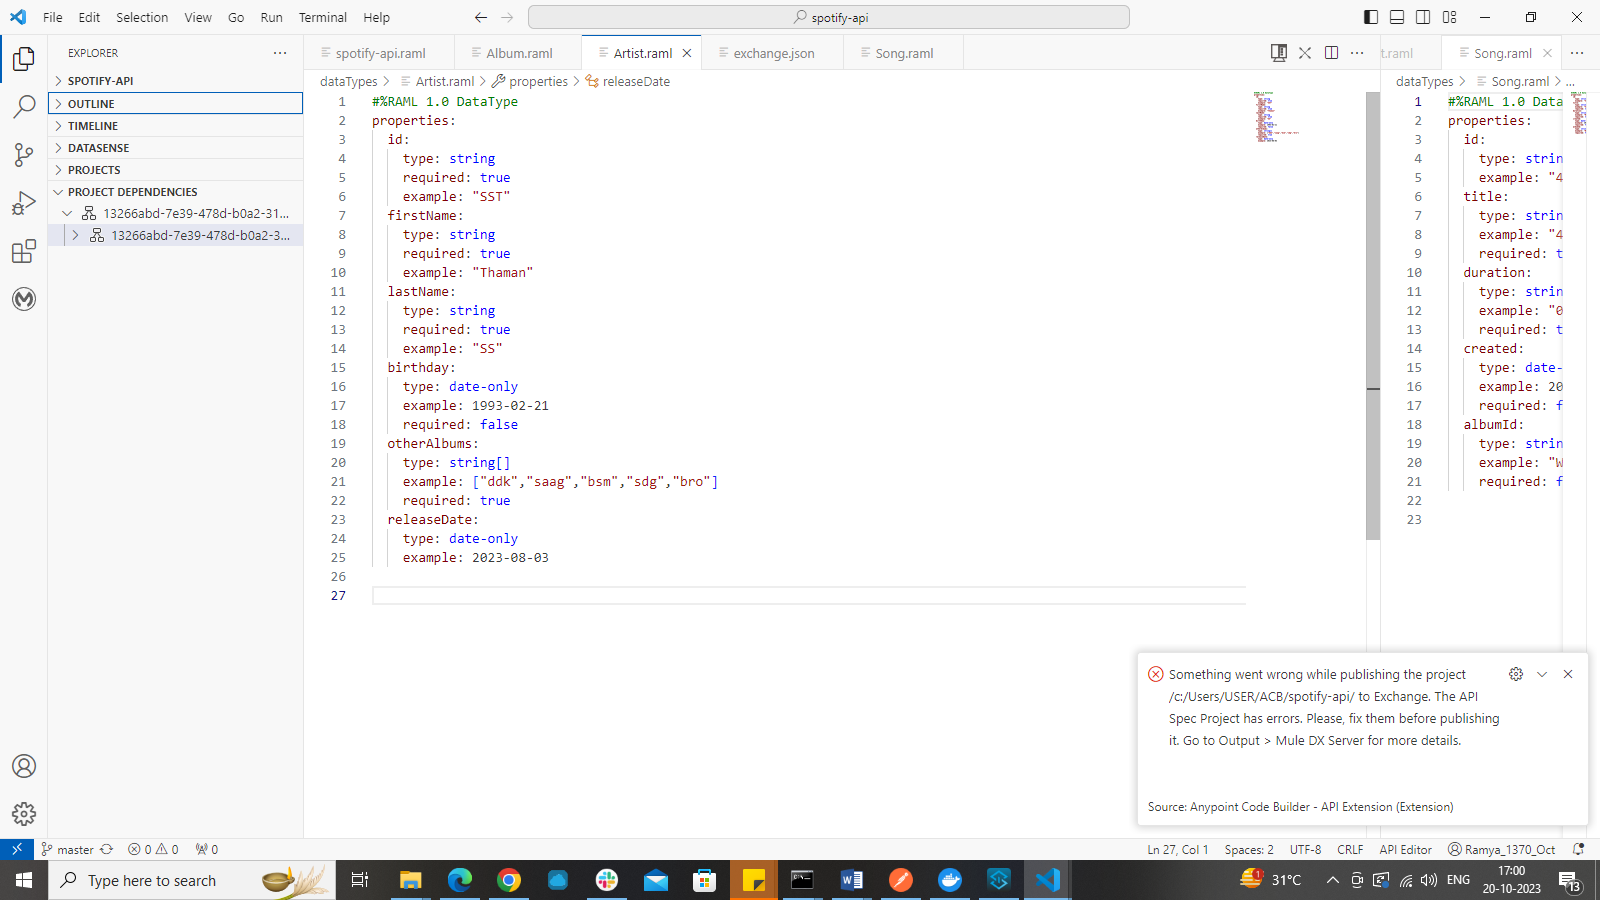 File Edit Selection View Go Run Terminal Help
spotify-api
EXPLORER
SPOTIFY-API
OUTLINE
TIMELINE
DATASENSE
PROJECTS
PROJECT DEPENDENCIES
13266abd-7e39-478d-b0a2-31...
13266abd-7e39-478d-b0a2-3...
spotify-api.raml Album.raml Artist.raml exchange.json Song.raml
dataTypes > Artist.raml > properties > releaseDate
1 #%RAML 1.0 DataType
2 properties:
3 id:
4 type: string
5 required: true
6 example: "SST"
7 firstName:
8 type: string
9 required: true
10 example: "Thaman"
11 lastName:
12 type: string
13 required: true
14 example: "SS"
15 birthday:
16 type: date-only
17 example: 1993-02-21
18 required: false
19 otherAlbums:
20 type: string[]
21 example: ["ddk","saag","bsm","sdg","bro"]
22 required: true
23 releaseDate:
24 type: date-only
25 example: 2023-08-03
26
27
t.raml Song.raml
dataTypes > Song.raml > ...
1 #%RAML 1.0 Data
2 properties:
3 id:
4 type: strin
5 example: "4
6 title:
7 type: strin
8 example: "4
9 required: t
10 duration:
11 type: strin
12 example: "0
13 required: t
14 created:
15 type: date-
16 example: 20
17 required: f
18 albumId:
19 type: strin
20 example: "W
21 required: f
22
23
Something went wrong while publishing the project
/c:/Users/USER/ACB/spotify-api/ to Exchange. The API
Spec Project has errors. Please, fix them before publishing
it. Go to Output > Mule DX Server for more details.
Source: Anypoint Code Builder - API Extension (Extension)
master 0 0 0
Ln 27, Col 1 Spaces: 2 UTF-8 CRLF API Editor Ramya_1370_Oct
Type here to search
1 31°C ENG
17:00
20-10-2023
13